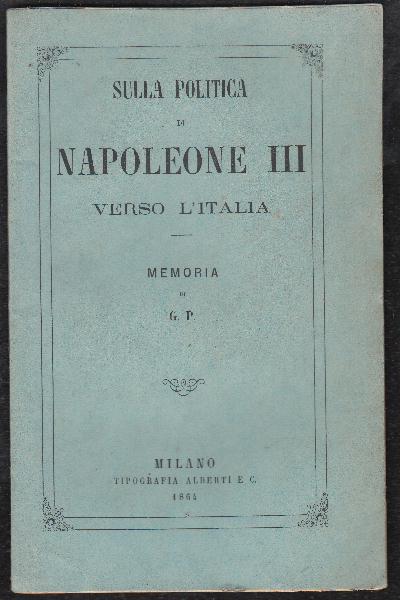 SULLA POLITICA
DI
NAPOLEONE III
VERSO L'ITALIA
MEMORIA
DI
G. P.
MILANO
TIPOGRAFIA ALBERTI E C.
1864